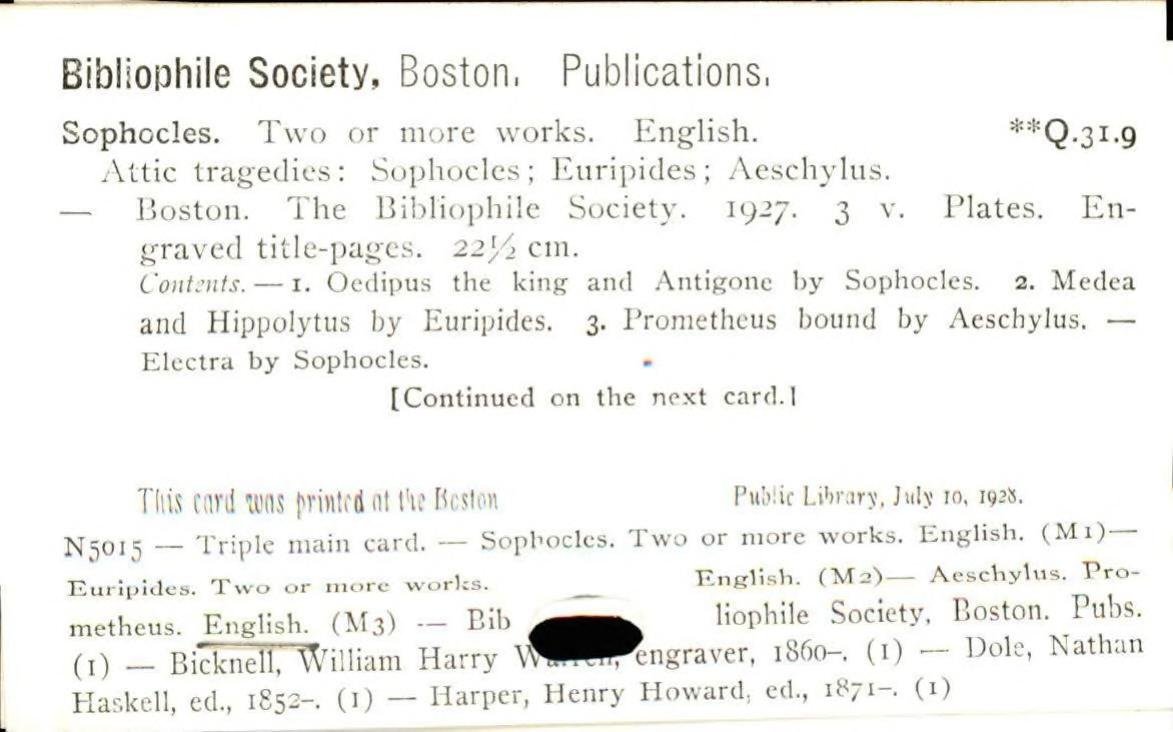 Bibliophile Society, Boston. Publications.
Sophocles. Two or more works. English. **Q.31.9
Attic tragedies: Sophocles; Euripides; Aeschylus.
— Boston. The Bibliophile Society. 1927. 3 v. Plates. En-
graved title-pages. 22½ cm.
Contents. — 1. Oedipus the king and Antigone by Sophocles. 2. Medea
and Hippolytus by Euripides. 3. Prometheus bound by Aeschylus. —
Electra by Sophocles.
[Continued on the next card.]
This card was printed at the Boston Public Library, July 10, 1928.
N5015 — Triple main card. — Sophocles. Two or more works. English. (M1)—
Euripides. Two or more works. English. (M2)— Aeschylus. Pro-
metheus. English. (M3) — Bib liophile Society, Boston. Pubs.
(1) — Bicknell, William Harry Warren, engraver, 1860–. (1) — Dole, Nathan
Haskell, ed., 1852–. (1) — Harper, Henry Howard, ed., 1871–. (1)